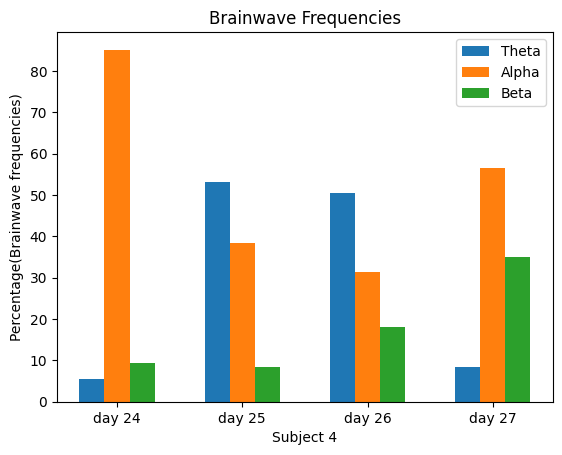 Brainwave Frequencies
Theta
Alpha
Beta
Percentage(Brainwave frequencies)
80
70
60
50
40
30
20
10
0
day 24 day 25 day 26 day 27
Subject 4